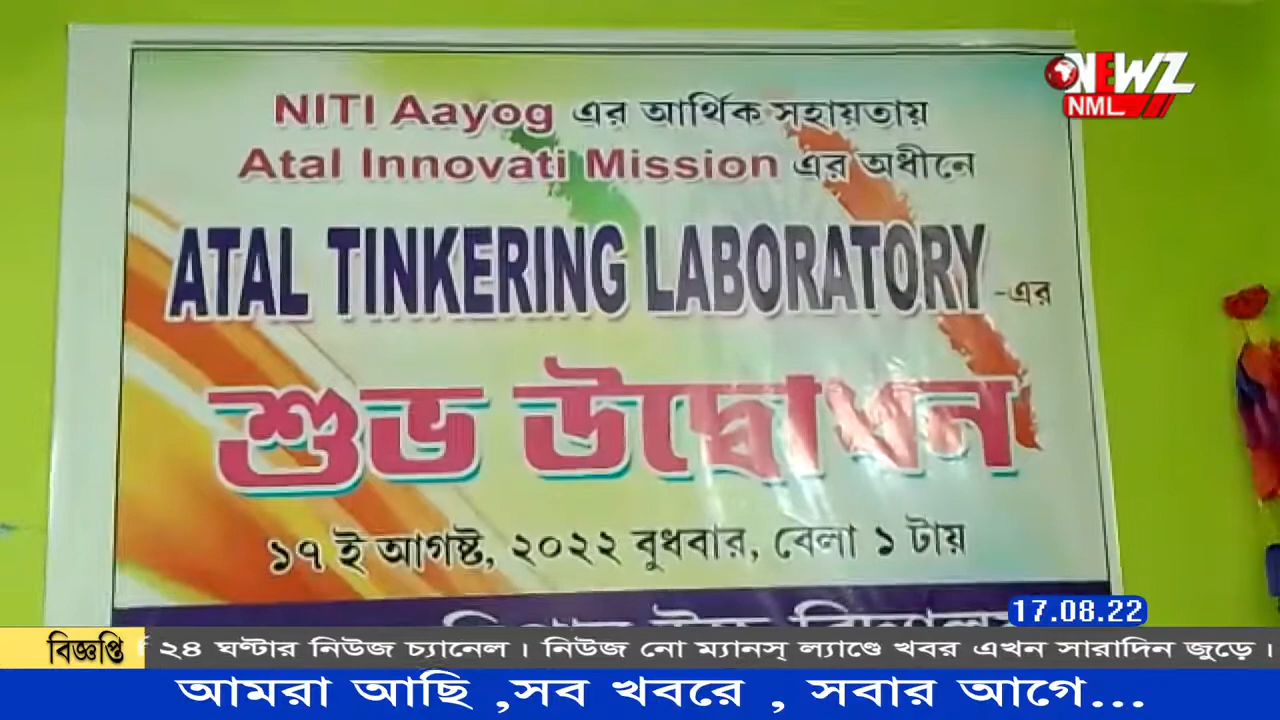 NEWZ
NML
NITI Aayog এর আর্থিক সহায়তায়
Atal Innovati Mission এর অধীনে
ATAL TINKERING LABORATORY -এর
শুভ উদ্বোধন
১৭ ই আগষ্ট, ২০২২ বুধবার, বেলা ১ টায়
17.08.22
বিজ্ঞপ্তি ২৪ ঘণ্টার নিউজ চ্যানেল। নিউজ নো ম্যানস্ ল্যাণ্ডে খবর এখন সারাদিন জুড়ে।
আমরা আছি ,সব খবরে , সবার আগে...